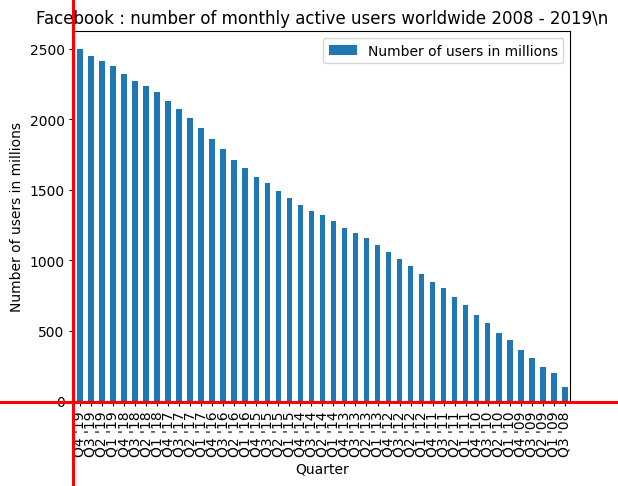 Facebook : number of monthly active users worldwide 2008 - 2019\n
Number of users in millions
Number of users in millions
2500
2000
1500
1000
500
0
Q4 '19
Q3 '19
Q2 '19
Q1 '19
Q4 '18
Q3 '18
Q2 '18
Q1 '18
Q4 '17
Q3 '17
Q2 '17
Q1 '17
Q4 '16
Q3 '16
Q2 '16
Q1 '16
Q4 '15
Q3 '15
Q2 '15
Q1 '15
Q4 '14
Q3 '14
Q2 '14
Q1 '14
Q4 '13
Q3 '13
Q2 '13
Q1 '13
Q4 '12
Q3 '12
Q2 '12
Q1 '12
Q4 '11
Q3 '11
Q2 '11
Q1 '11
Q4 '10
Q3 '10
Q2 '10
Q1 '10
Q4 '09
Q3 '09
Q2 '09
Q1 '09
Q3 '08
Quarter